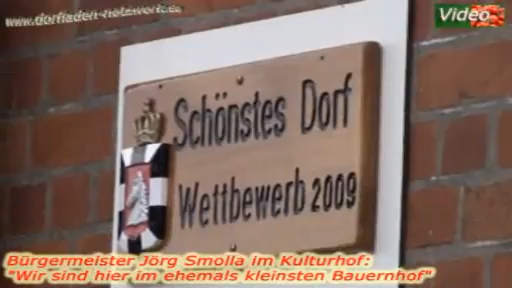 www.dorfladen-netzwerk.de
Video
Schönstes Dorf
Wettbewerb 2009
Bürgermeister Jörg Smolla im Kulturhof:
"Wir sind hier im ehemals kleinsten Bauernhof"